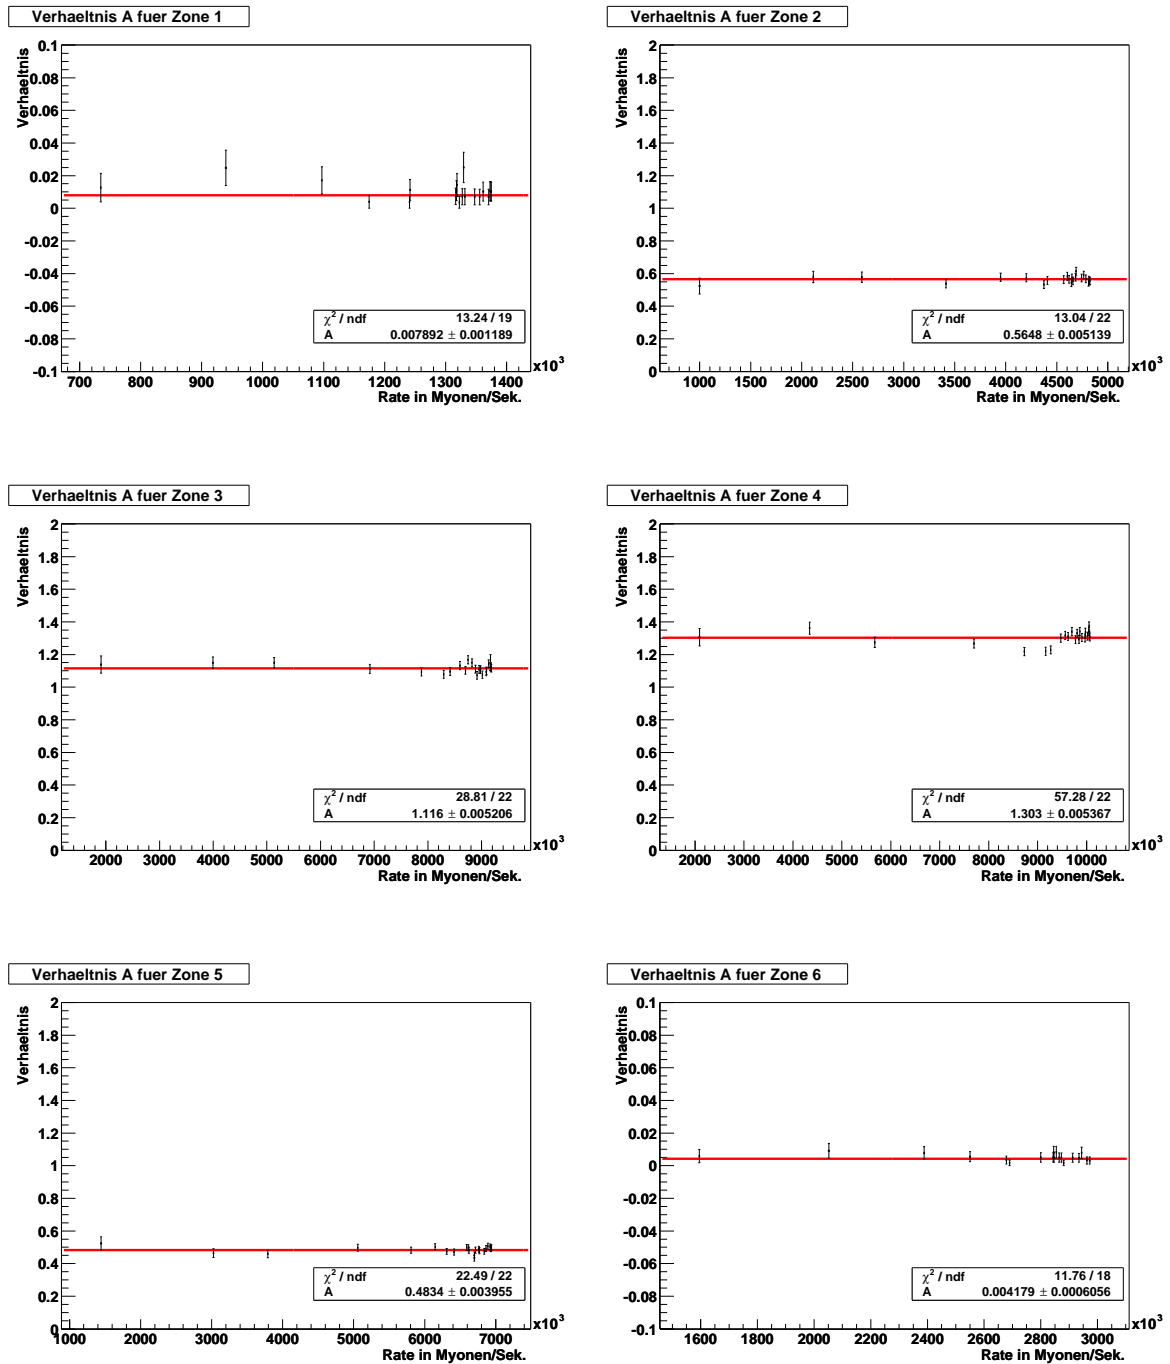 Verhaeltnis A fuer Zone 1
Verhaeltnis
0.1
0.08
0.06
0.04
0.02
0
-0.02
-0.04
-0.06
-0.08
-0.1
χ² / ndf 13.24 / 19
A 0.007892 ± 0.001189
700 800 900 1000 1100 1200 1300 1400
x10³
Rate in Myonen/Sek.
Verhaeltnis A fuer Zone 2
Verhaeltnis
2
1.8
1.6
1.4
1.2
1
0.8
0.6
0.4
0.2
0
χ² / ndf 13.04 / 22
A 0.5648 ± 0.005139
1000 1500 2000 2500 3000 3500 4000 4500 5000
x10³
Rate in Myonen/Sek.
Verhaeltnis A fuer Zone 3
Verhaeltnis
2
1.8
1.6
1.4
1.2
1
0.8
0.6
0.4
0.2
0
χ² / ndf 28.81 / 22
A 1.116 ± 0.005206
2000 3000 4000 5000 6000 7000 8000 9000
x10³
Rate in Myonen/Sek.
Verhaeltnis A fuer Zone 4
Verhaeltnis
2
1.8
1.6
1.4
1.2
1
0.8
0.6
0.4
0.2
0
χ² / ndf 57.28 / 22
A 1.303 ± 0.005367
2000 3000 4000 5000 6000 7000 8000 9000 10000
x10³
Rate in Myonen/Sek.
Verhaeltnis A fuer Zone 5
Verhaeltnis
2
1.8
1.6
1.4
1.2
1
0.8
0.6
0.4
0.2
0
χ² / ndf 22.49 / 22
A 0.4834 ± 0.003955
1000 2000 3000 4000 5000 6000 7000
x10³
Rate in Myonen/Sek.
Verhaeltnis A fuer Zone 6
Verhaeltnis
0.1
0.08
0.06
0.04
0.02
0
-0.02
-0.04
-0.06
-0.08
-0.1
χ² / ndf 11.76 / 18
A 0.004179 ± 0.0006056
1600 1800 2000 2200 2400 2600 2800 3000
x10³
Rate in Myonen/Sek.